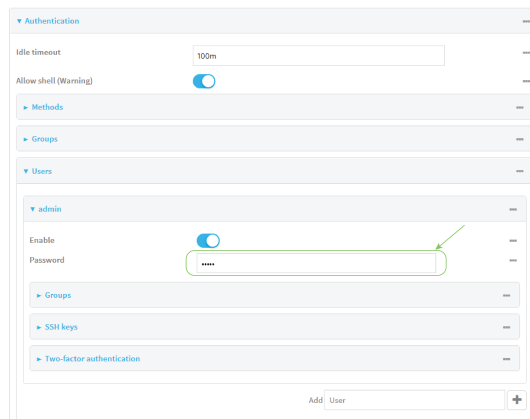 Authentication
Idle timeout 100m
Allow shell (Warning)
Methods
Groups
Users
admin
Enable
Password •••••
Groups
SSH keys
Two-factor authentication
Add User